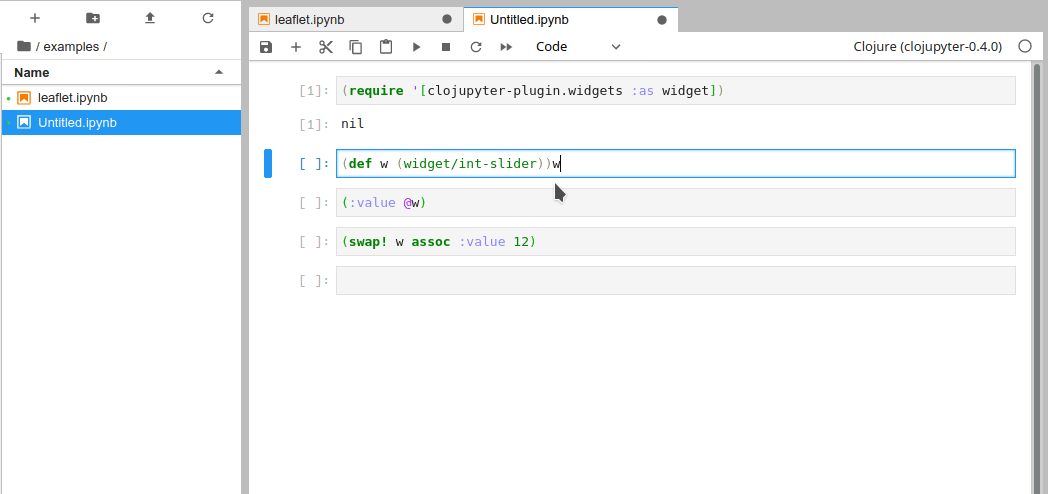 leaflet.ipynb
Untitled.ipynb
/ examples /
Code
Clojure (clojupyter-0.4.0)
Name
leaflet.ipynb
Untitled.ipynb
[1]: (require '[clojupyter-plugin.widgets :as widget])
[1]: nil
[ ]: (def w (widget/int-slider))w
[ ]: (:value @w)
[ ]: (swap! w assoc :value 12)
[ ]: